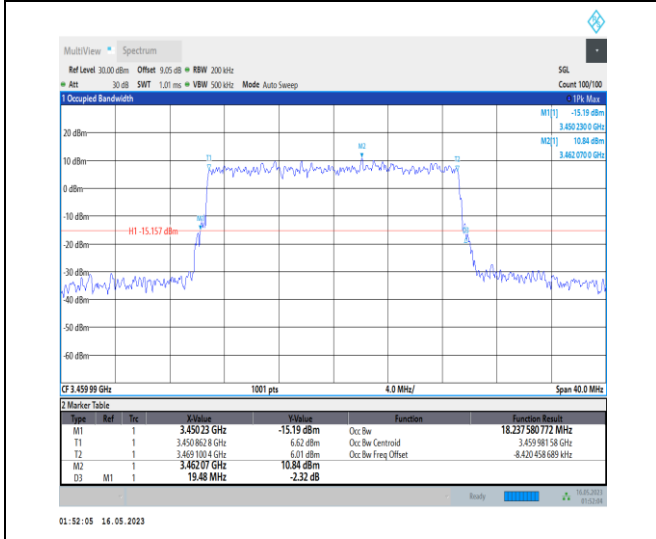 MultiView Spectrum
Ref Level 30.00 dBm Offset 9.05 dB RBW 200 kHz SGL
Att 30 dB SWT 1.01 ms VBW 500 kHz Mode Auto Sweep Count 100/100
1 Occupied Bandwidth 1Pk Max
M1[1] -15.19 dBm
3.450 230 0 GHz
M2[1] 10.84 dBm
3.462 070 0 GHz
20 dBm
M2
10 dBm
T1
0 dBm
-10 dBm
M1
H1 -15.157 dBm
-20 dBm
-30 dBm
-40 dBm
-50 dBm
-60 dBm
CF 3.459 99 GHz 1001 pts 4.0 MHz/ Span 40.0 MHz
2 Marker Table
Type Ref Trc X-Value Y-Value Function Function Result
M1 1 3.45023 GHz -15.19 dBm Occ Bw 18.237 580 772 MHz
T1 1 3.450 862 8 GHz 6.62 dBm Occ Bw Centroid 3.459 981 58 GHz
T2 1 3.469 100 4 GHz 6.01 dBm Occ Bw Freq Offset -8.420 458 689 kHz
M2 1 3.46207 GHz 10.84 dBm
D3 M1 1 19.48 MHz -2.32 dB
Ready 16.05.2023
01:52:04
01:52:05 16.05.2023